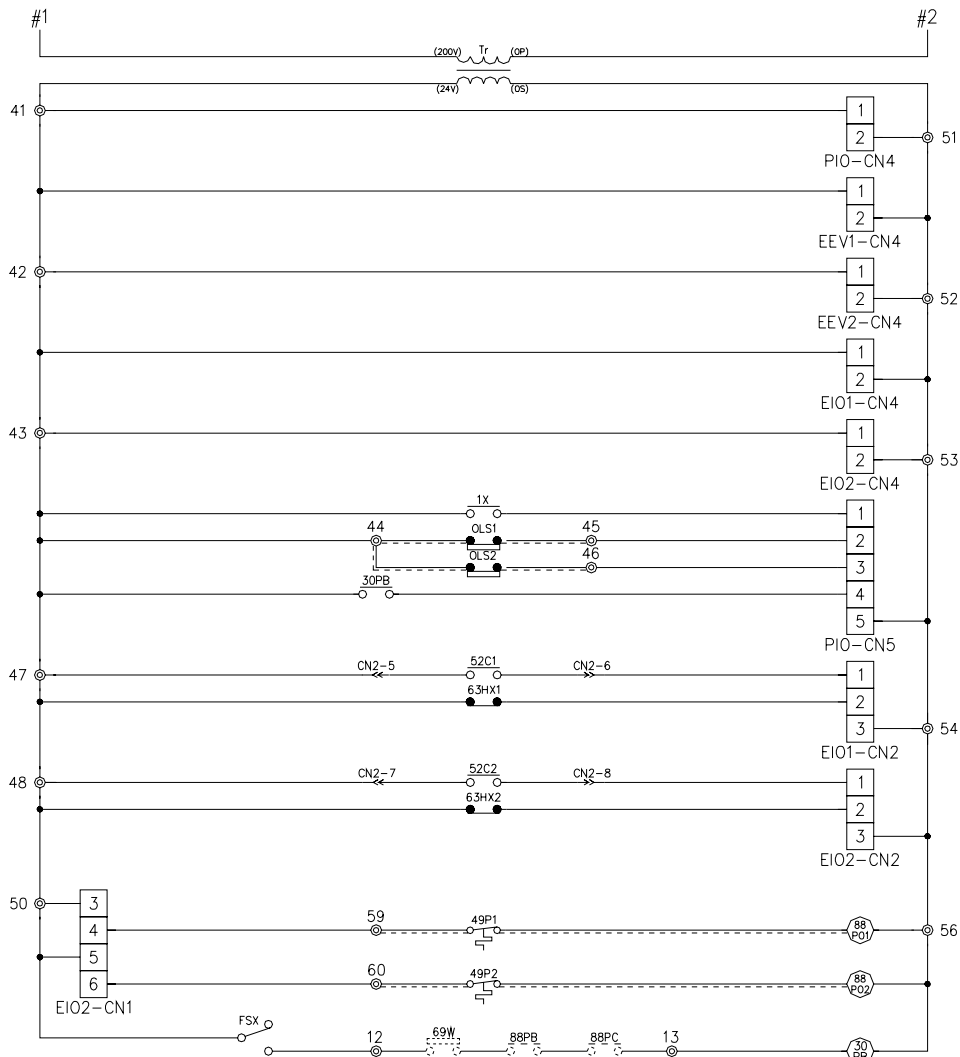 #1 #2
(200V) Tr (0P)
(24V) (0S)
41 1
2 51
PIO-CN4
1
2
EEV1-CN4
42 1
2 52
EEV2-CN4
1
2
EIO1-CN4
43 1
2 53
EIO2-CN4
1X 1
44 OLS1 45 2
OLS2 46 3
30PB 4
5
PIO-CN5
47 CN2-5 52C1 CN2-6 1
63HX1 2
3 54
EIO1-CN2
48 CN2-7 52C2 CN2-8 1
63HX2 2
3
EIO2-CN2
50 3
4 59 49P1 88 P01 56
5
6 60 49P2 88 P02
EIO2-CN1
FSX
12 69W 88PB 88PC 13 30 PB